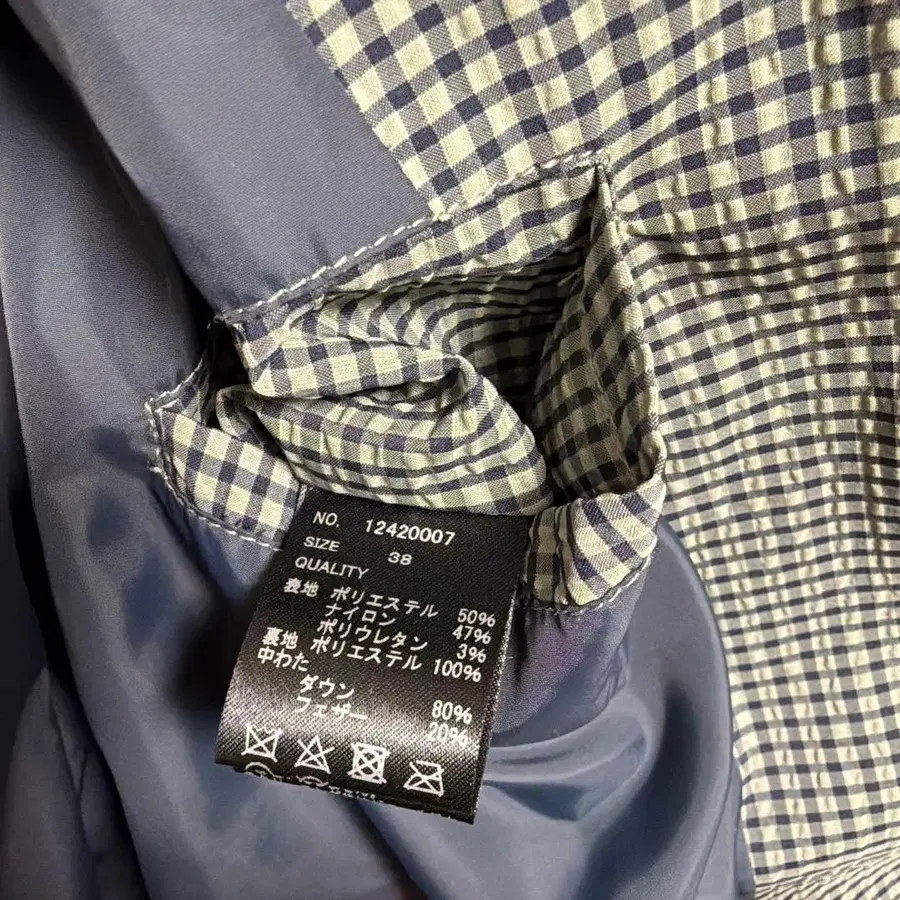 NO. 12420007
SIZE 38
QUALITY
表地 ポリエステル 50%
ナイロン 47%
ポリウレタン 3%
裏地 ポリエステル 100%
中わた
ダウン 80%
フェザー 20%